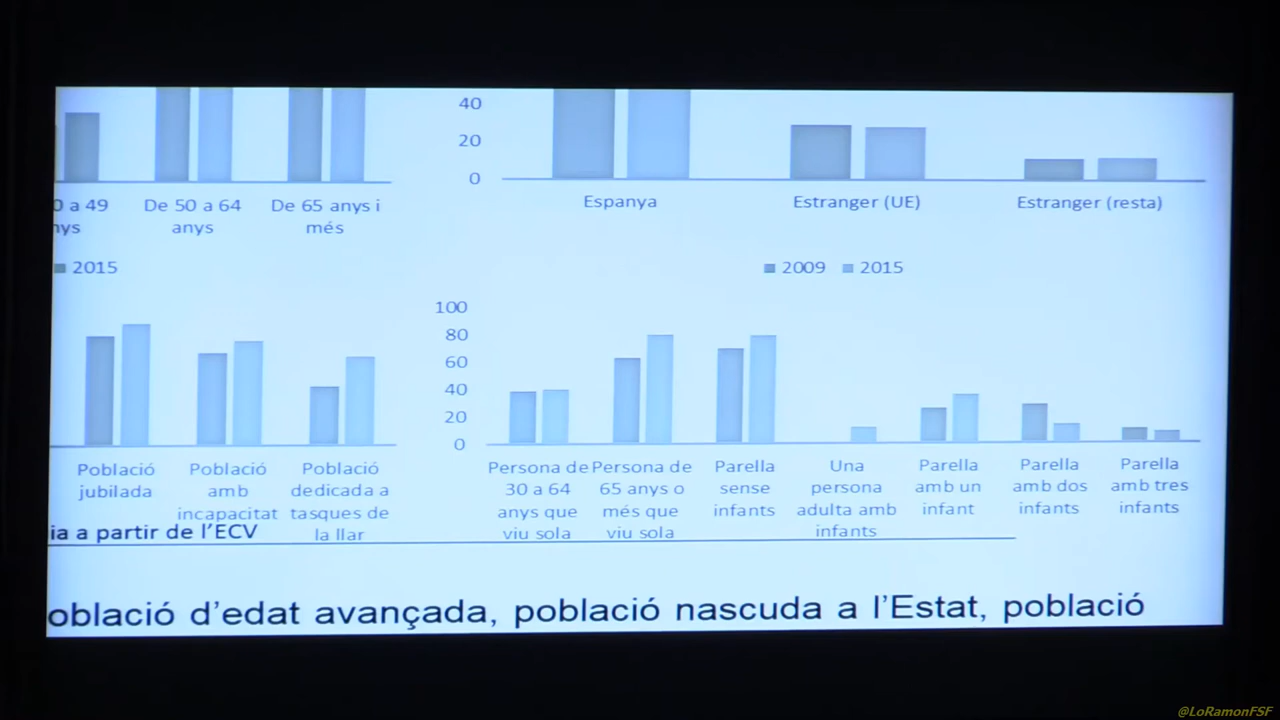 40
20
0
0 a 49
De 50 a 64
anys
De 65 anys i
més
Espanya
Estranger (UE)
Estranger (resta)
2015
2009
2015
Població
jubilada
Població
amb
incapacitat
Població
dedicada a
tasques de
la llar
100
80
60
40
20
0
Persona de
30 a 64
anys que
viu sola
Persona de
65 anys o
més que
viu sola
Parella
sense
infants
Una
persona
adulta amb
infants
Parella
amb un
infant
Parella
amb dos
infants
Parella
amb tres
infants
ia a partir de l'ECV
oblació d'edat avançada, població nascuda a l'Estat, població
@LoRamonFSF